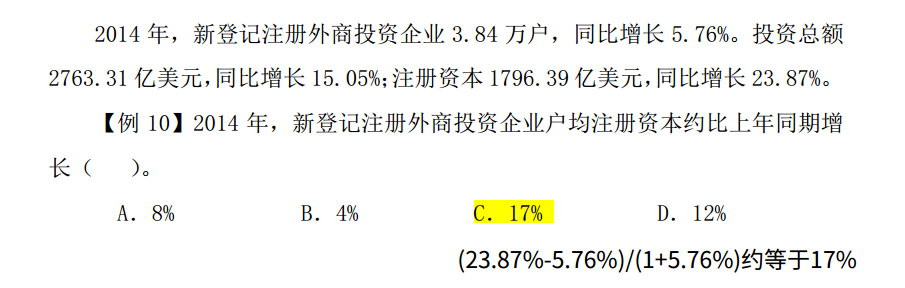 2014 年，新登记注册外商投资企业 3.84 万户，同比增长 5.76%。投资总额
2763.31 亿美元,同比增长 15.05%;注册资本 1796.39 亿美元,同比增长 23.87%。
【例 10】2014 年，新登记注册外商投资企业户均注册资本约比上年同期增
长（ ）。
A. 8% B. 4% C. 17% D. 12%
(23.87%-5.76%)/(1+5.76%)约等于17%